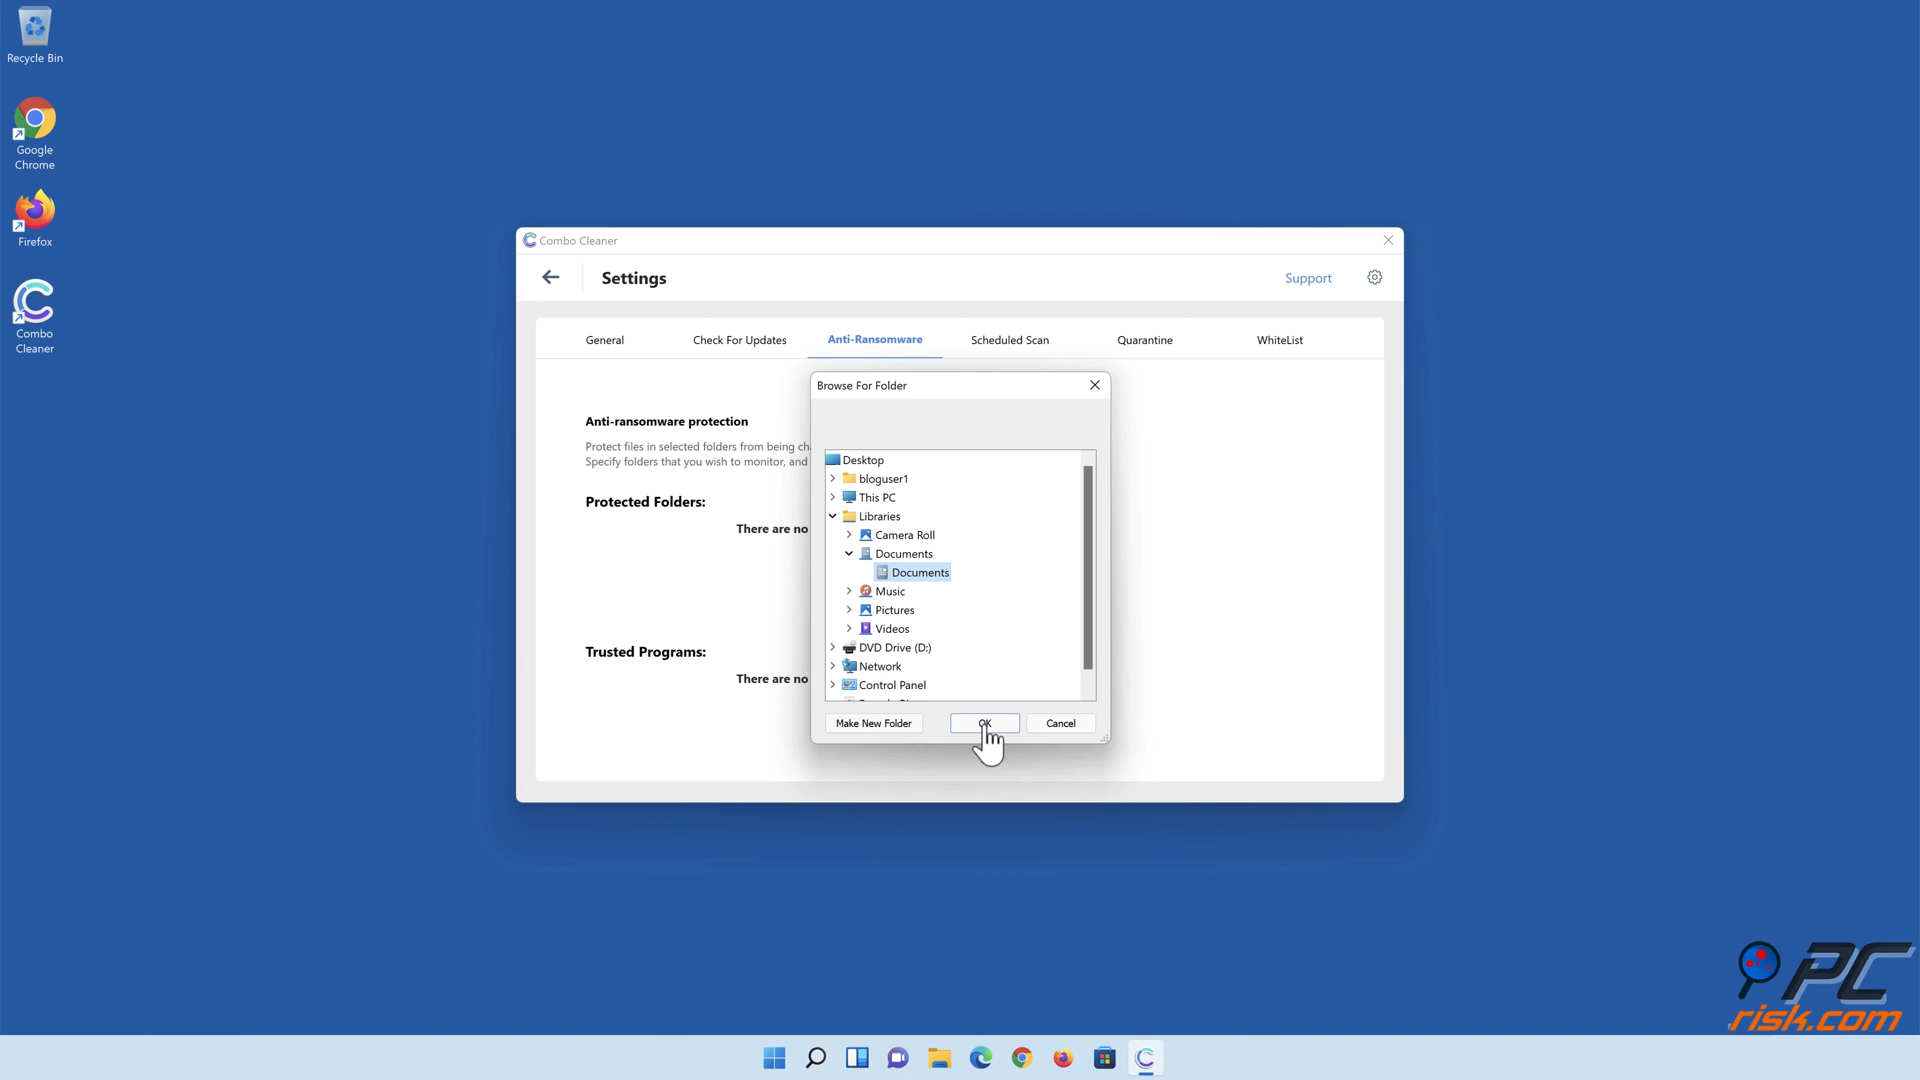 Recycle Bin
Google
Chrome
Firefox
Combo
Cleaner
Combo Cleaner
Settings
Support
General
Check For Updates
Anti-Ransomware
Scheduled Scan
Quarantine
WhiteList
Anti-ransomware protection
Protect files in selected folders from being
Specify folders that you wish to monitor, and
Protected Folders:
There are no
Trusted Programs:
There are no
Browse For Folder
Desktop
bloguser1
This PC
Libraries
Camera Roll
Documents
Documents
Music
Pictures
Videos
DVD Drive (D:)
Network
Control Panel
Make New Folder
OK
Cancel
PC
risk.com